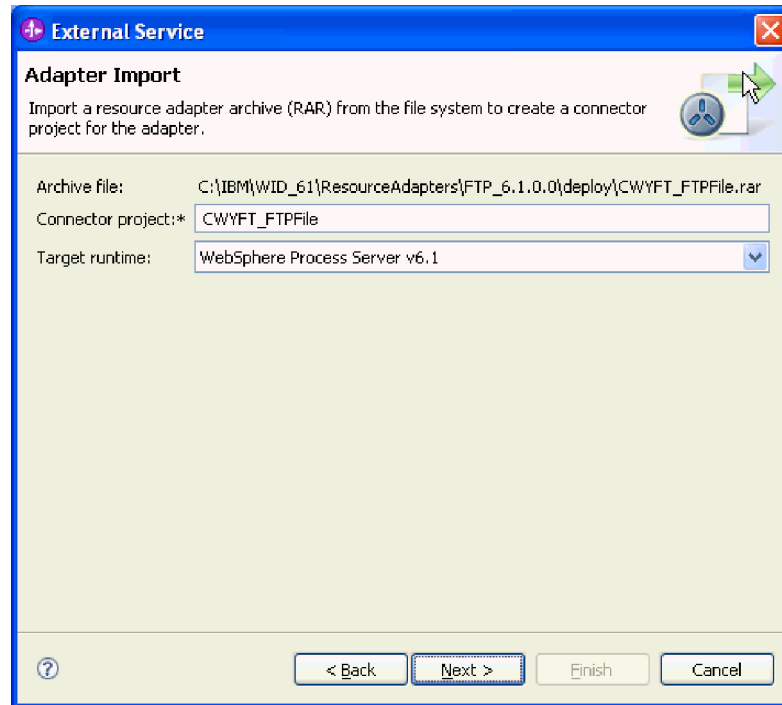 External Service
Adapter Import
Import a resource adapter archive (RAR) from the file system to create a connector
project for the adapter.
Archive file: C:\IBM\WID_61\ResourceAdapters\FTP_6.1.0.0\deploy\CWYFT_FTPFile.rar
Connector project:* CWYFT_FTPFile
Target runtime: WebSphere Process Server v6.1
? < Back Next > Finish Cancel